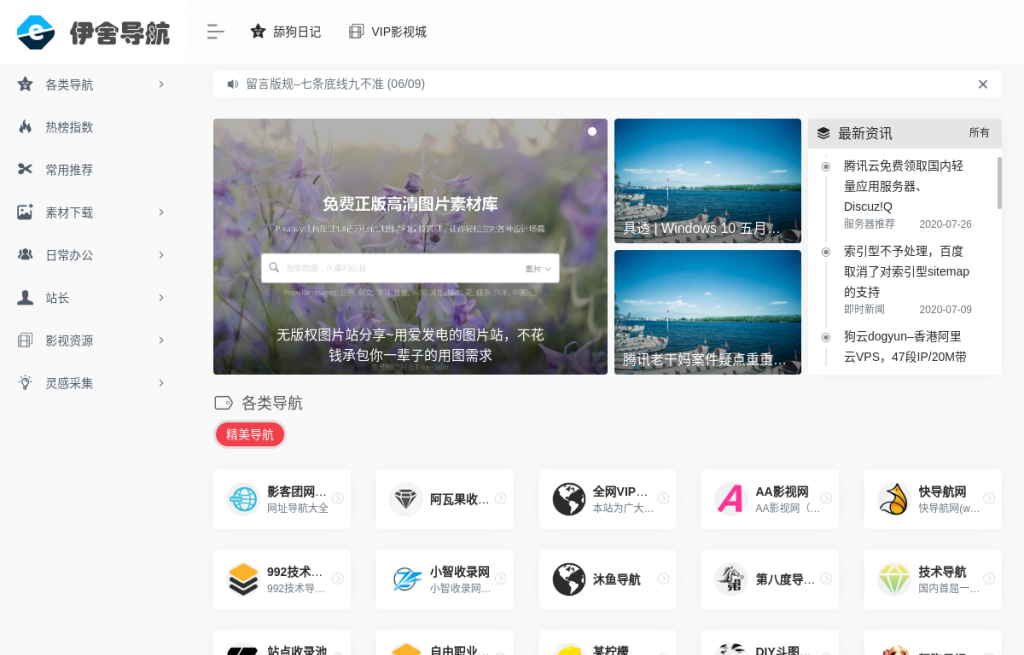 伊舍导航
舔狗日记
VIP影视城
各类导航
热榜指数
常用推荐
素材下载
日常办公
站长
影视资源
灵感采集
留言版规–七条底线九不准 (06/09)
免费正版高清图片素材库
图片
无版权图片站分享~用爱发电的图片站，不花
钱承包你一辈子的用图需求
具透 | Windows 10 五月...
腾讯老干妈案件疑点重重...
最新资讯
所有
腾讯云免费领取国内轻
量应用服务器、
Discuz!Q
服务器推荐
2020-07-26
索引型不予处理，百度
取消了对索引型sitemap
的支持
即时新闻
2020-07-09
狗云dogyun–香港阿里
云VPS，47段IP/20M带
各类导航
精美导航
影客团网...
网址导航大全
阿瓦果收...
全网VIP...
本站为广大...
AA影视网
AA影视网（...
快导航网
快导航网(w...
992技术...
992技术导...
小智收录网
小智收录网...
沐鱼导航
第八度导...
技术导航
国内首屈一...
站点收录池
自由职业...
某柠檬
DIY斗图...